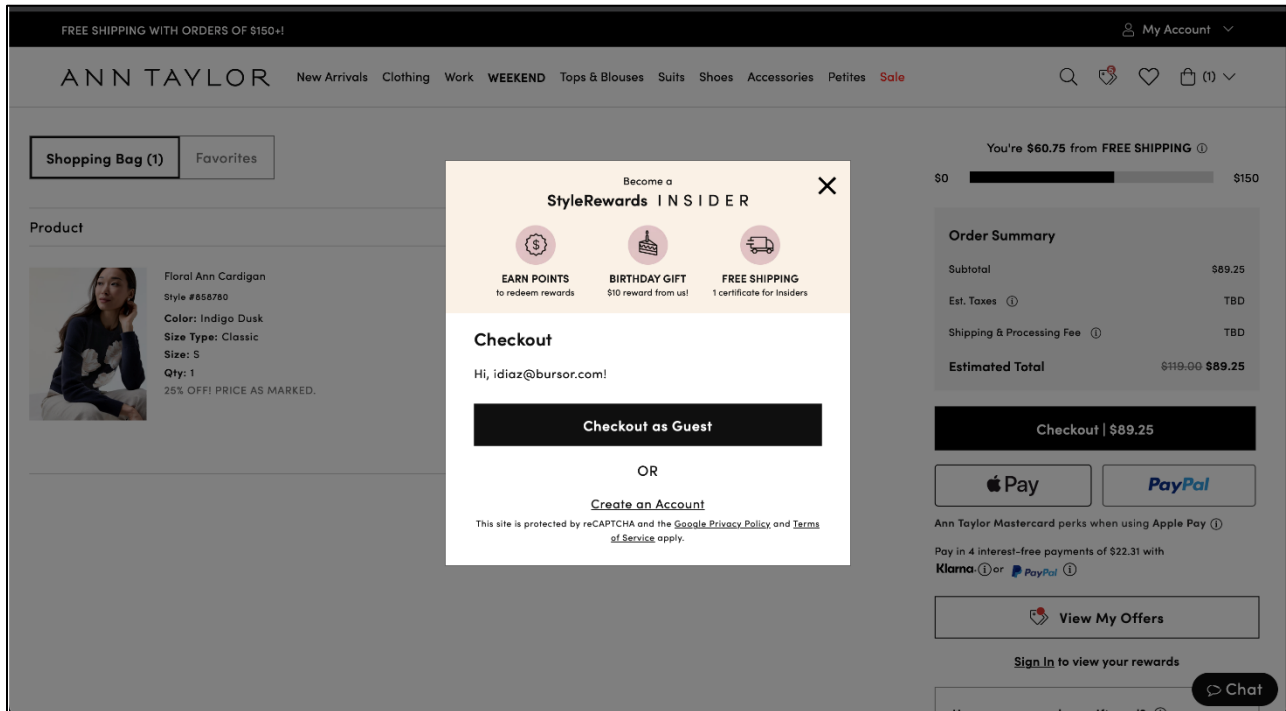 FREE SHIPPING WITH ORDERS OF $150+!
My Account
ANN TAYLOR
New Arrivals Clothing Work WEEKEND Tops & Blouses Suits Shoes Accessories Petites Sale
(1)
Shopping Bag (1)
Favorites
Product
Floral Ann Cardigan
Style #858780
Color: Indigo Dusk
Size Type: Classic
Size: S
Qty: 1
25% OFF! PRICE AS MARKED.
Become a
StyleRewards INSIDER
EARN POINTS
to redeem rewards
BIRTHDAY GIFT
$10 reward from us!
FREE SHIPPING
1 certificate for Insiders
Checkout
Hi, idiaz@bursor.com!
Checkout as Guest
OR
Create an Account
This site is protected by reCAPTCHA and the Google Privacy Policy and Terms
of Service apply.
You're $60.75 from FREE SHIPPING
$0 $150
Order Summary
Subtotal $89.25
Est. Taxes TBD
Shipping & Processing Fee TBD
Estimated Total $119.00 $89.25
Checkout | $89.25
Pay
PayPal
Ann Taylor Mastercard perks when using Apple Pay
Pay in 4 interest-free payments of $22.31 with
Klarna. or PayPal
View My Offers
Sign In to view your rewards
Chat